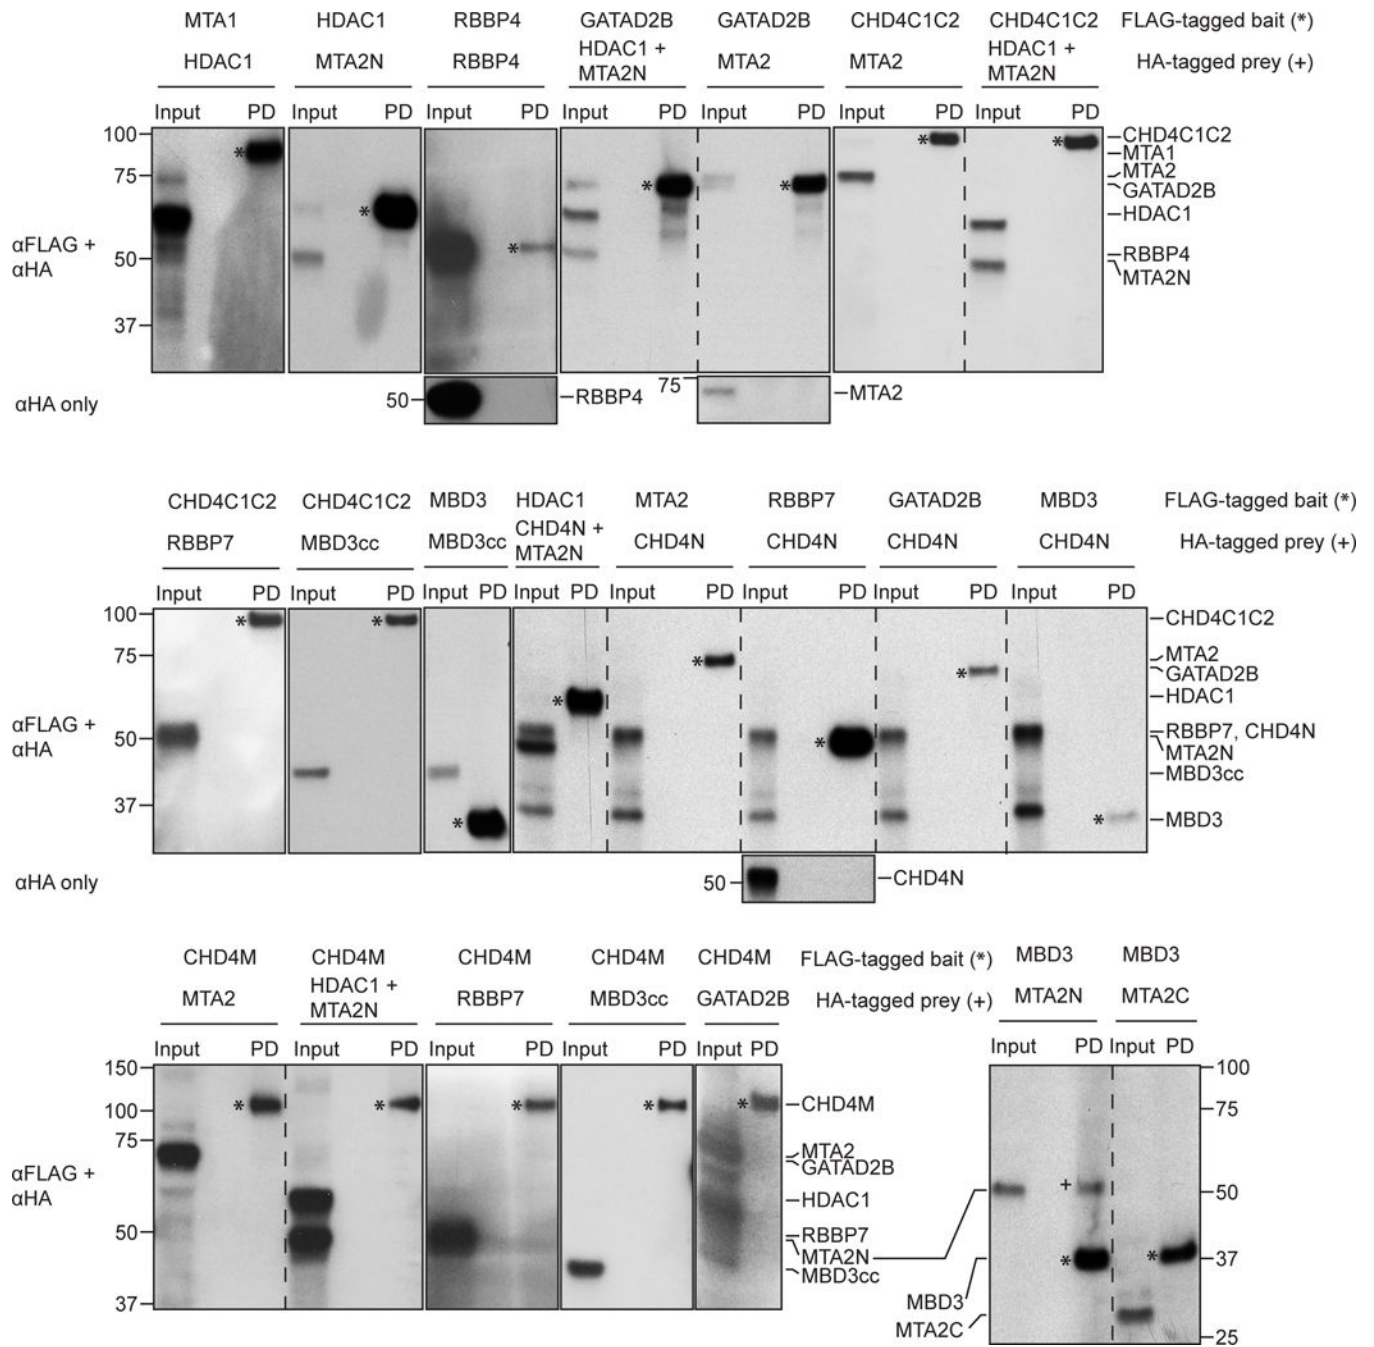 MTA1 HDAC1 RBBP4 GATAD2B GATAD2B CHD4C1C2 CHD4C1C2 FLAG-tagged bait (*)
HDAC1 MTA2N RBBP4 HDAC1 + MTA2N MTA2 MTA2 HDAC1 + MTA2N HA-tagged prey (+)
Input PD Input PD Input PD Input PD Input PD Input PD Input PD
100
75
50
37
αFLAG +
αHA
* * * * * * *
CHD4C1C2
MTA1
MTA2
GATAD2B
HDAC1
RBBP4
MTA2N
αHA only
50 RBBP4
75 MTA2
CHD4C1C2 CHD4C1C2 MBD3 HDAC1 MTA2 RBBP7 GATAD2B MBD3 FLAG-tagged bait (*)
RBBP7 MBD3cc MBD3cc CHD4N + MTA2N CHD4N CHD4N CHD4N CHD4N HA-tagged prey (+)
Input PD Input PD Input PD Input PD Input PD Input PD Input PD Input PD
100
75
50
37
αFLAG +
αHA
* * * * * * * *
CHD4C1C2
MTA2
GATAD2B
HDAC1
RBBP7, CHD4N
MTA2N
MBD3cc
MBD3
αHA only
50 CHD4N
CHD4M CHD4M CHD4M CHD4M CHD4M FLAG-tagged bait (*) MBD3 MBD3
MTA2 HDAC1 + MTA2N RBBP7 MBD3cc GATAD2B HA-tagged prey (+) MTA2N MTA2C
Input PD Input PD Input PD Input PD Input PD Input PD Input PD
150
100
75
50
37
αFLAG +
αHA
* * * * *
CHD4M
MTA2
GATAD2B
HDAC1
RBBP7
MTA2N
MBD3cc
+
* *
MBD3
MTA2C
100
75
50
37
25